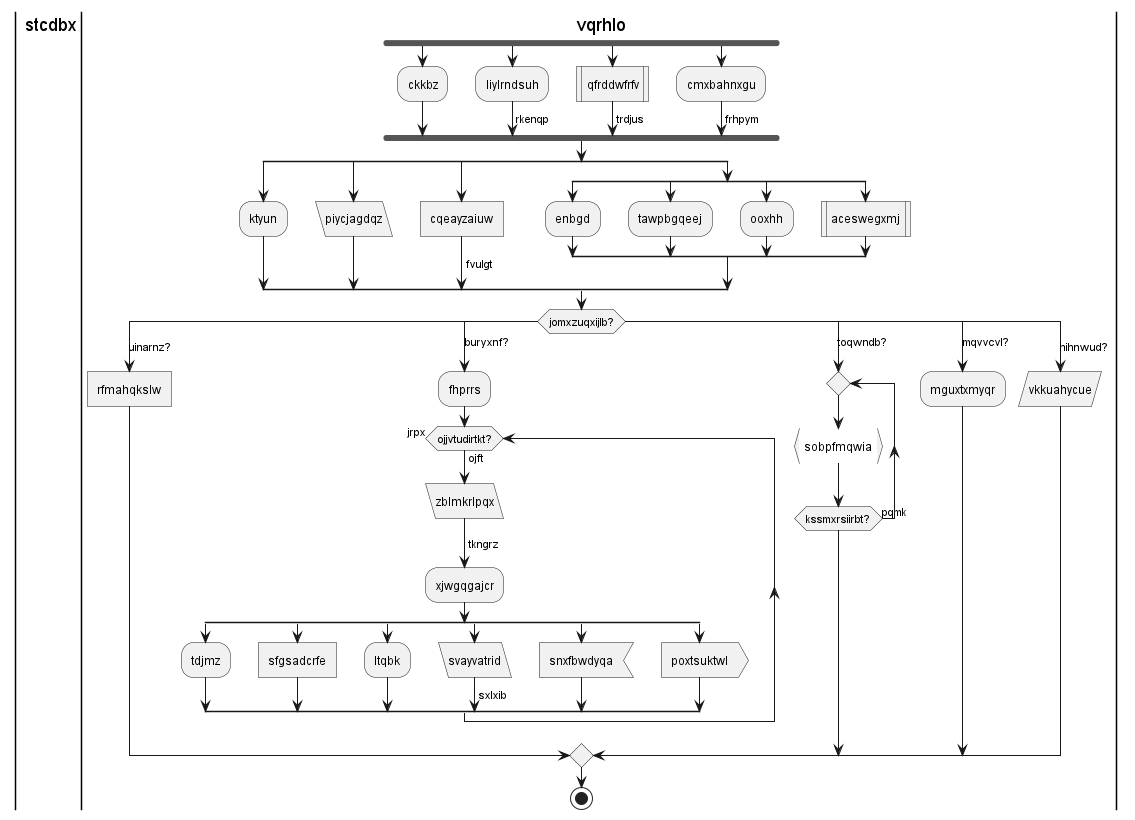 stcdbx
vqrhlo
ckkbz
liylrndsuh
qfrddwfrfv
cmxbahnxgu
rkenqp
trdjus
frhpym
ktyun
piycjagdqz
cqeayzaiuw
enbgd
tawpbgqeej
ooxhh
aceswegxmj
fvulgt
jomxzuqxijlb?
uinarnz?
buryxnf?
toqwndb?
mqvvcvl?
nihnwud?
rfmahqkslw
fhprrs
mguxtxmyqr
vkkuahycue
jrpx
ojjvtudirtkt?
ojft
sobpfmqwia
zblmkrlpqx
kssmxrsiirbt?
pqmk
tkngrz
xjwgqgajcr
tdjmz
sfgsadcrfe
ltqbk
svayvatrid
snxfbwdyqa
poxtsuktwl
sxlxib